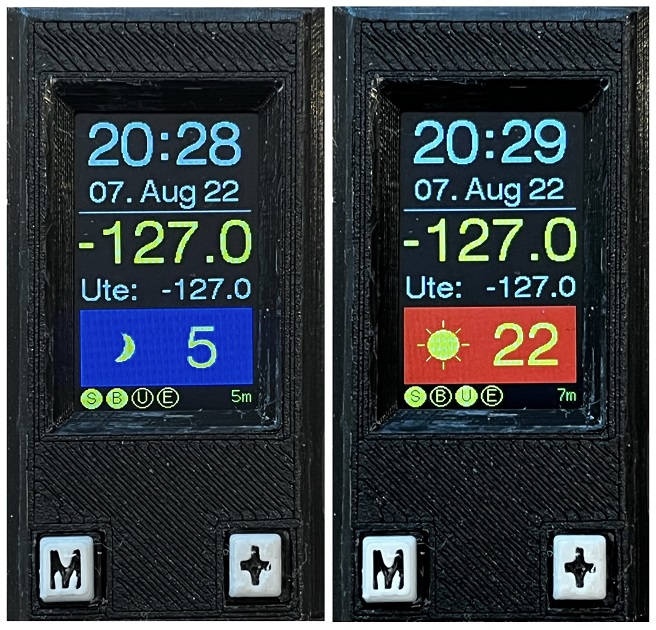 20:28
07. Aug 22
-127.0
Ute: -127.0
5
S B U E 5m
M +
20:29
07. Aug 22
-127.0
Ute: -127.0
22
S B U E 7m
M +